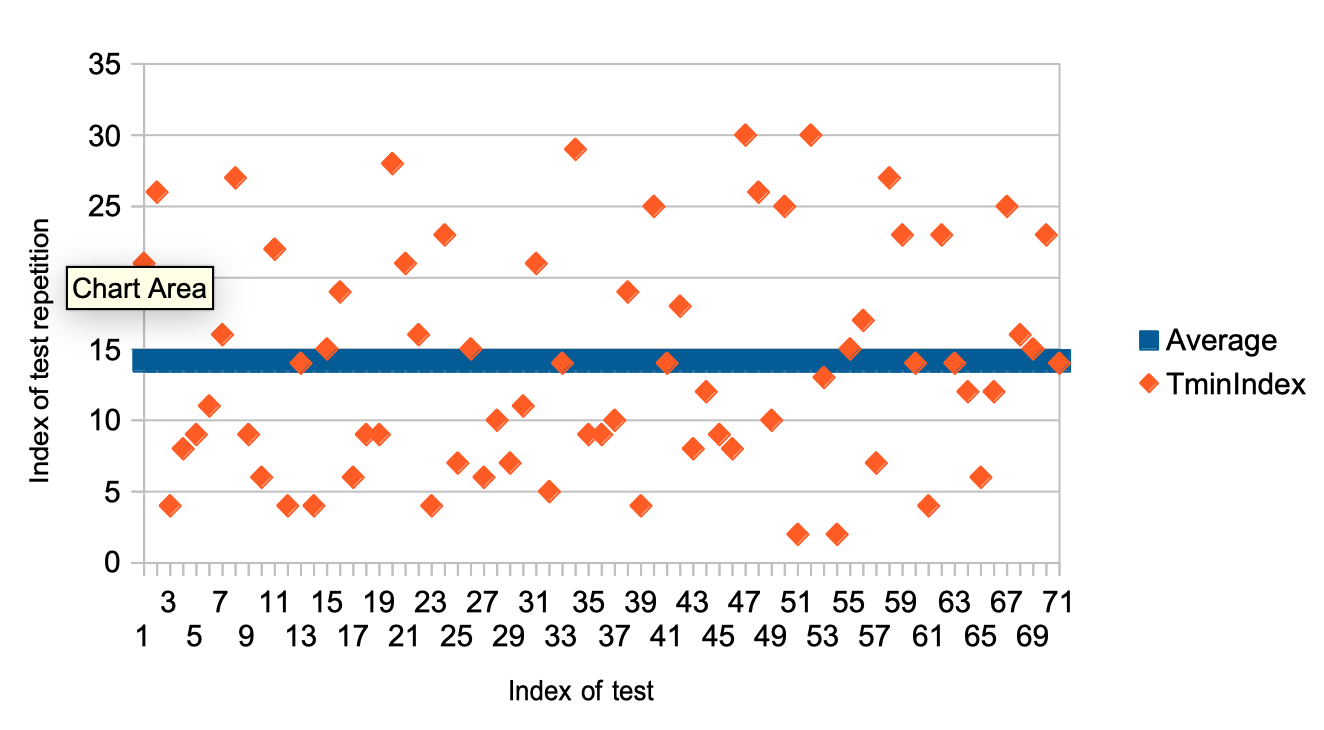 35
30
25
15
10
5
0
Index of test repetition
Chart Area
3 7 11 15 19 23 27 31 35 39 43 47 51 55 59 63 67 71
1 5 9 13 17 21 25 29 33 37 41 45 49 53 57 61 65 69
Index of test
Average
TminIndex